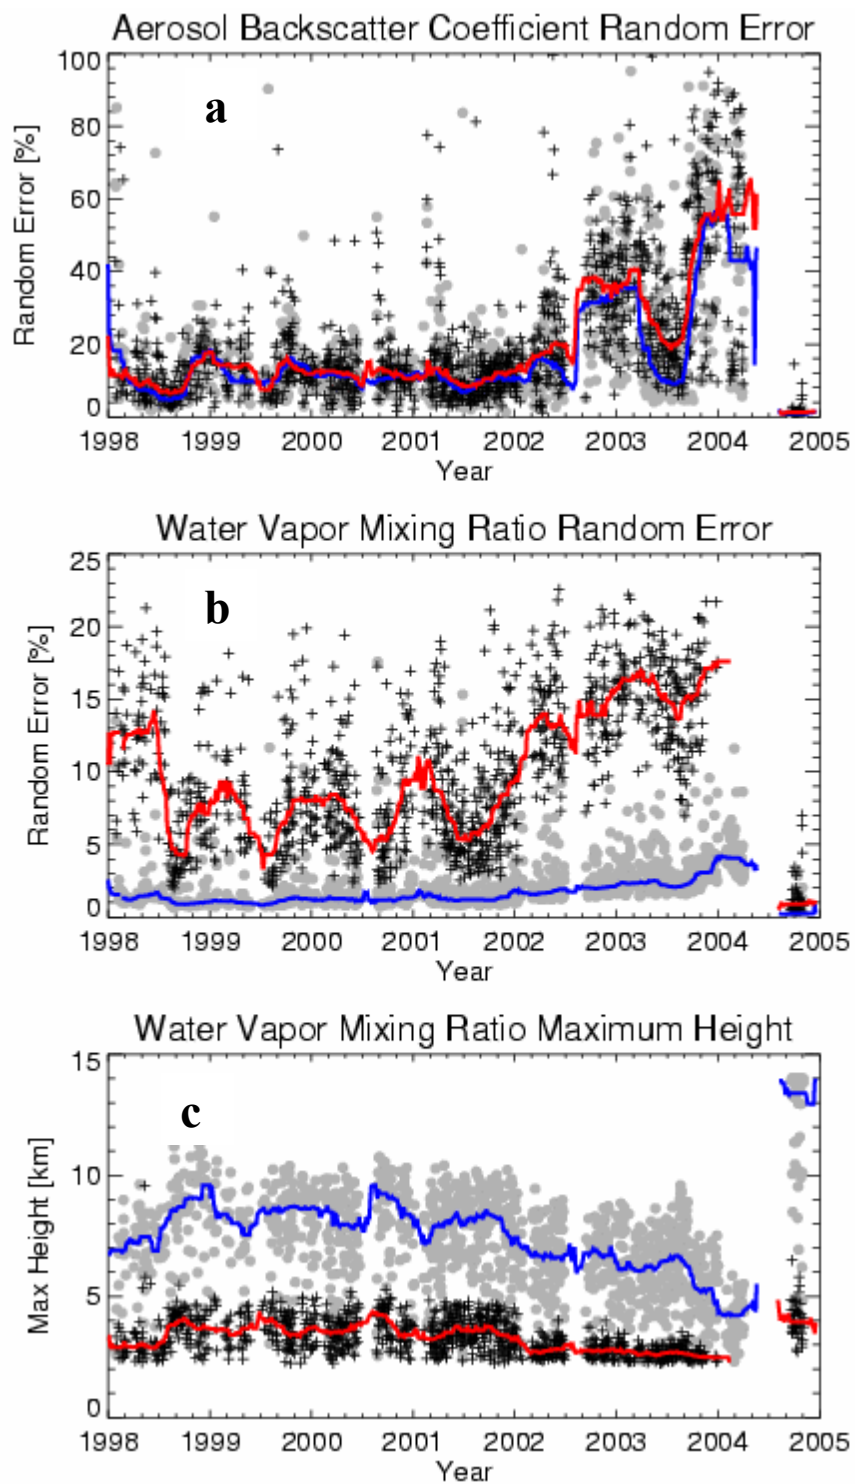 Aerosol Backscatter Coefficient Random Error
a
Random Error [%]
100
80
60
40
20
0
1998 1999 2000 2001 2002 2003 2004 2005
Year
Water Vapor Mixing Ratio Random Error
b
Random Error [%]
25
20
15
10
5
0
1998 1999 2000 2001 2002 2003 2004 2005
Year
Water Vapor Mixing Ratio Maximum Height
c
Max Height [km]
15
10
5
0
1998 1999 2000 2001 2002 2003 2004 2005
Year